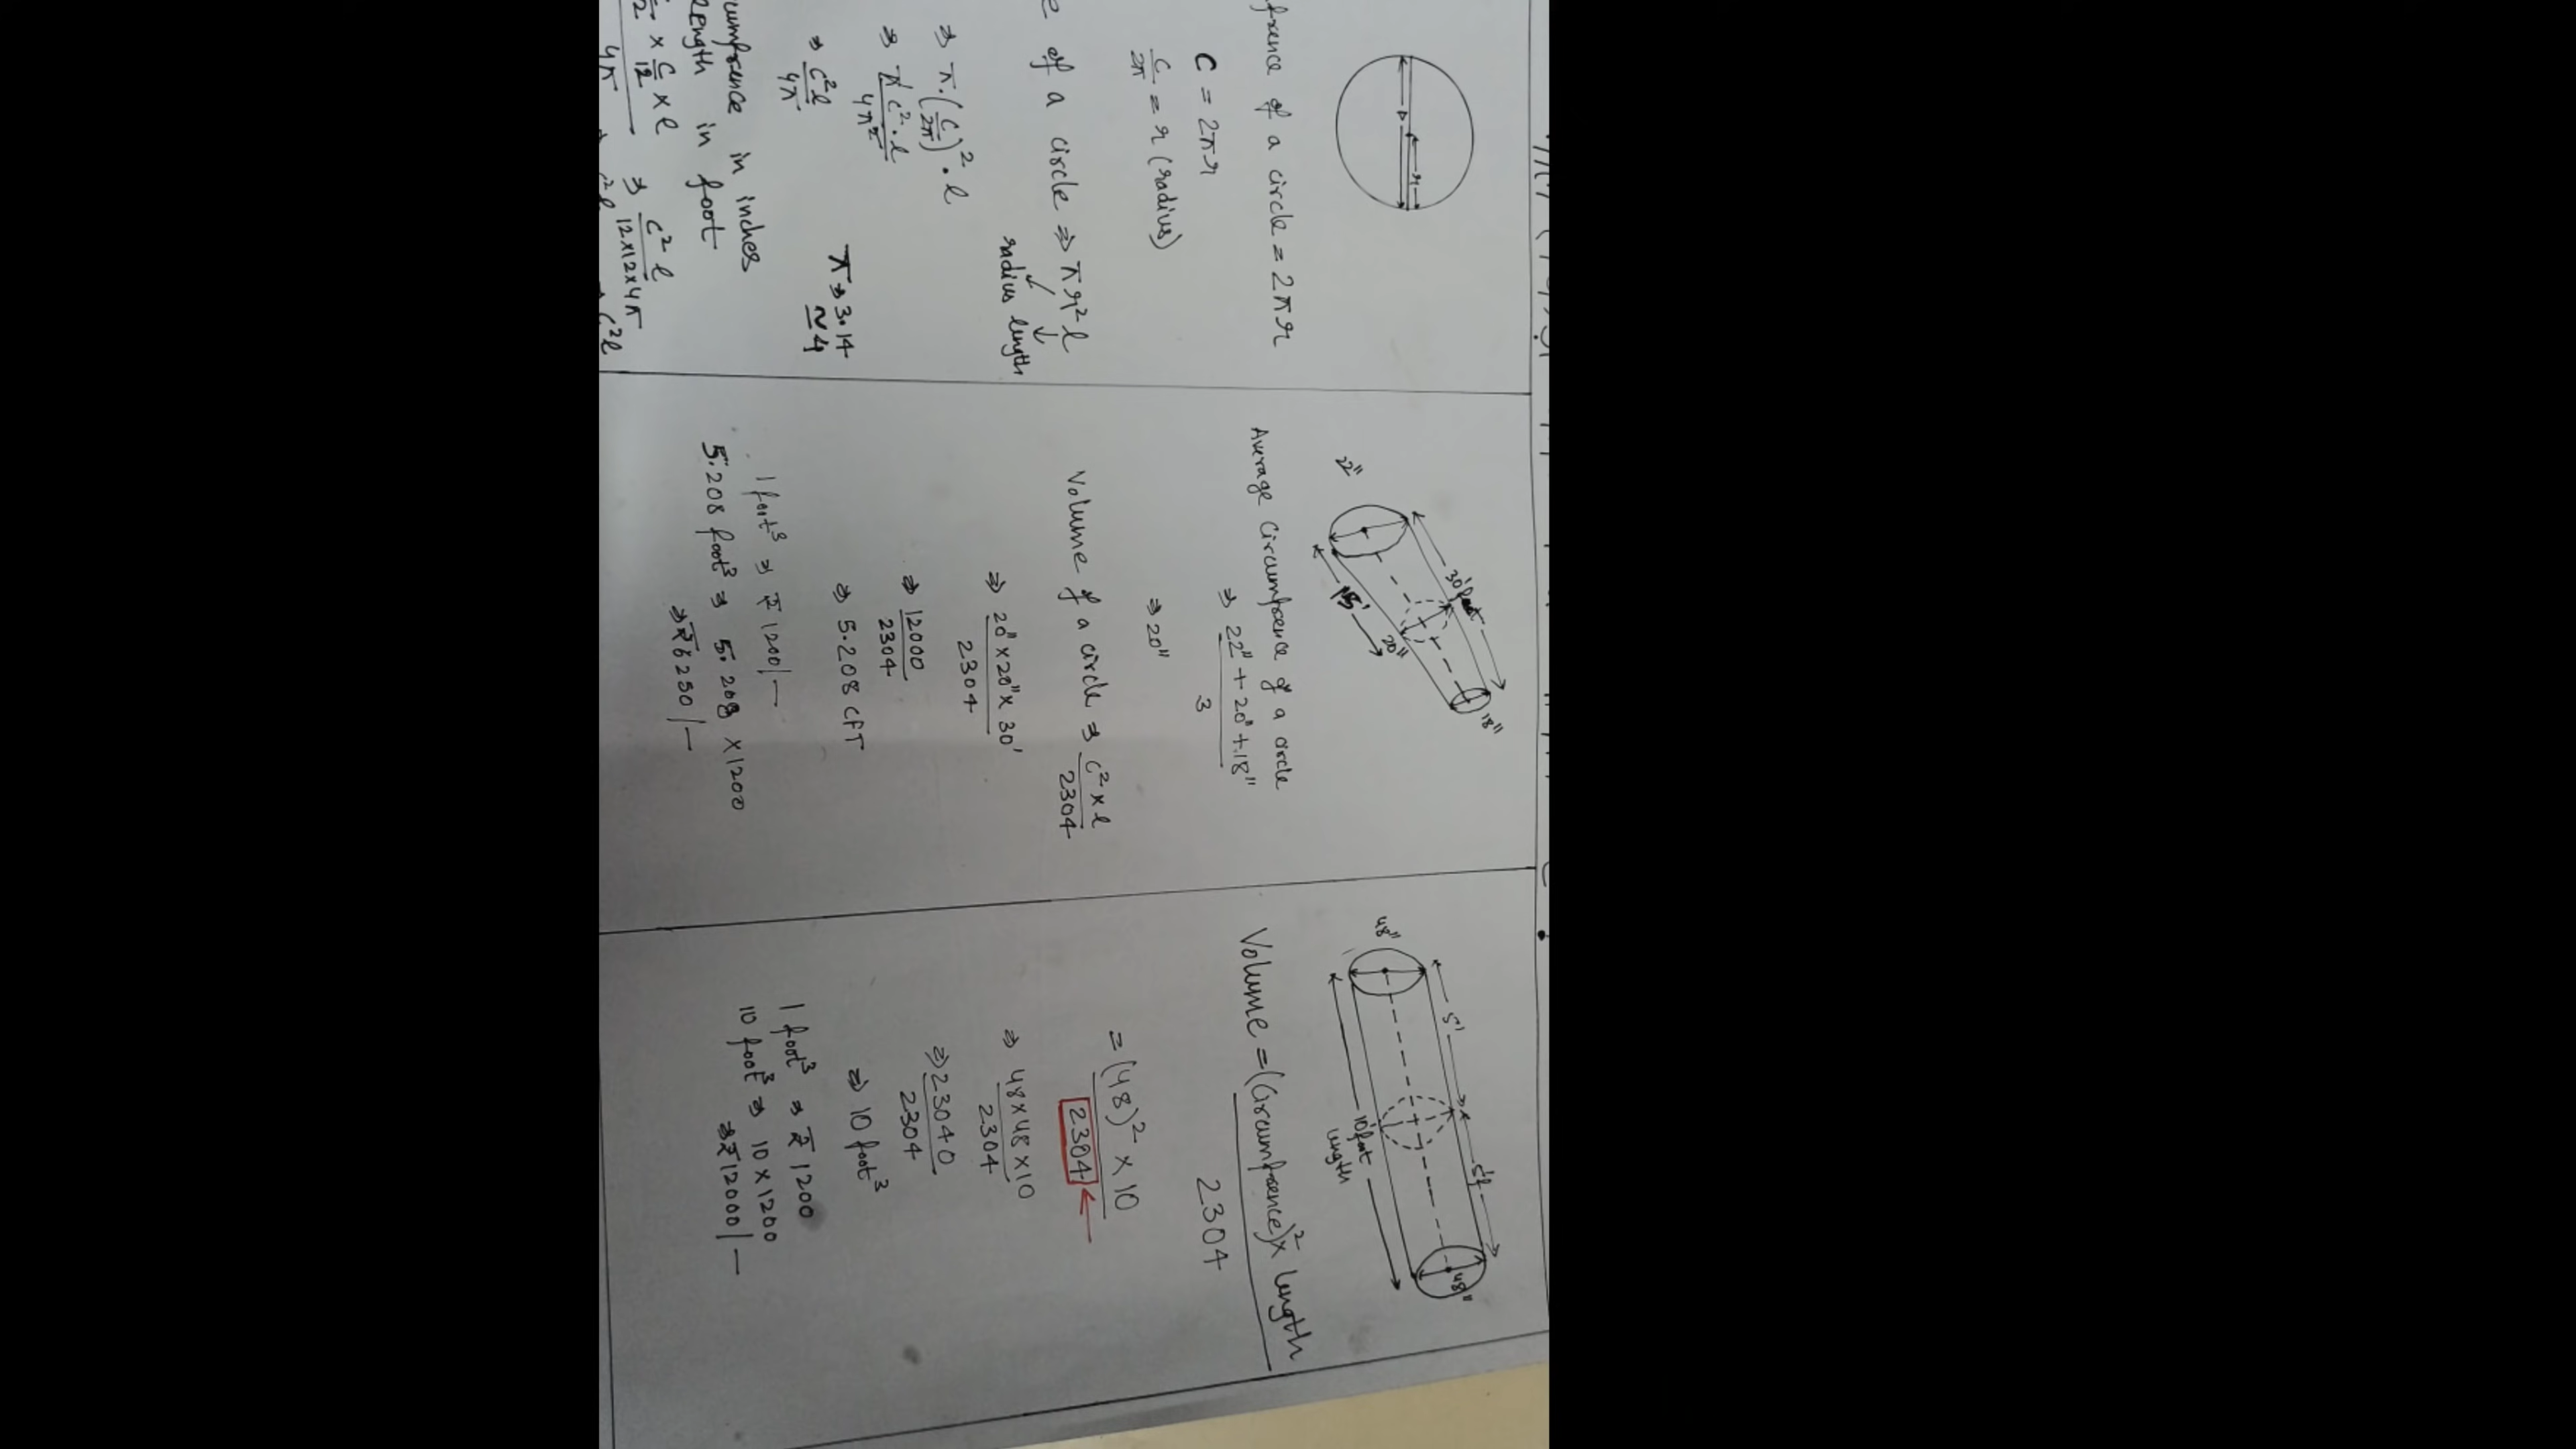 D
r
of a circle = 2πr
C = 2πr
C/2π = r (radius)
of a circle ⇒ πr²l
radius length
⇒ π.(C/2π)².l
⇒ πC².l/4π²
⇒ C²l/4π
π ⇒ 3.14
≃ 4
in inches
in foot
× C/12 × l
4π
⇒ C²l/12×12×4π
C²l
22"
30 foot
15'
20"
18"
Average Circumference of a circle
⇒ 22" + 20" + 18"/3
⇒ 20"
Volume of a circle ⇒ C² × l/2304
⇒ 20" × 20" × 30'/2304
⇒ 12000/2304
⇒ 5.208 CFT
1 foot³ ⇒ ₹ 1200/-
5.208 foot³ ⇒ 5.208 × 1200
⇒ ₹ 6250/-
48"
5'
5'
10 foot
length
48"
Volume = (Circumference)² × length/2304
= (48)² × 10/2304
⇒ 48×48×10/2304
⇒ 23040/2304
⇒ 10 foot³
1 foot³ ⇒ ₹ 1200
10 foot³ ⇒ 10 × 1200
⇒ ₹ 12000/-